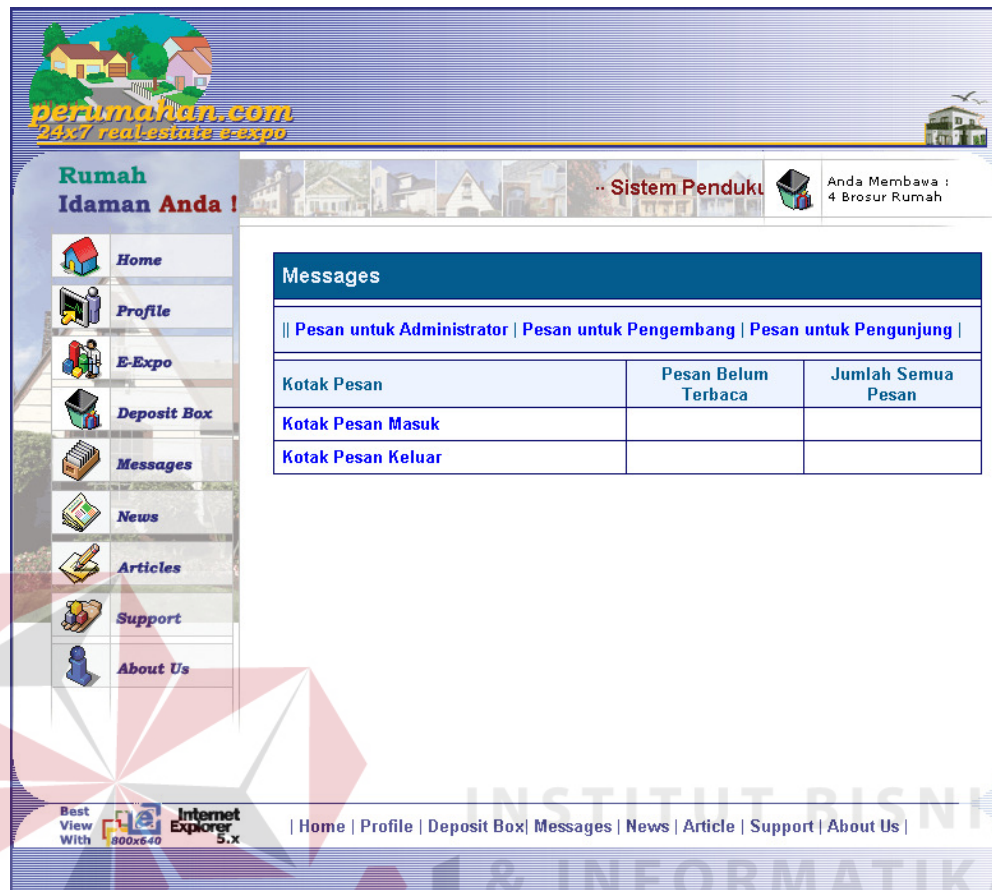 perumahan.com
24x7 real-estate e-expo
Rumah
Idaman Anda !
·· Sistem Penduku
Anda Membawa :
4 Brosur Rumah
Home
Profile
E-Expo
Deposit Box
Messages
News
Articles
Support
About Us
Messages
|| Pesan untuk Administrator | Pesan untuk Pengembang | Pesan untuk Pengunjung |
Kotak Pesan
Pesan Belum
Terbaca
Jumlah Semua
Pesan
Kotak Pesan Masuk
Kotak Pesan Keluar
Best
View
With
800x640
Internet
Explorer
5.x
| Home | Profile | Deposit Box| Messages | News | Article | Support | About Us |
INSTITUT BISNI
& INFORMATIKA